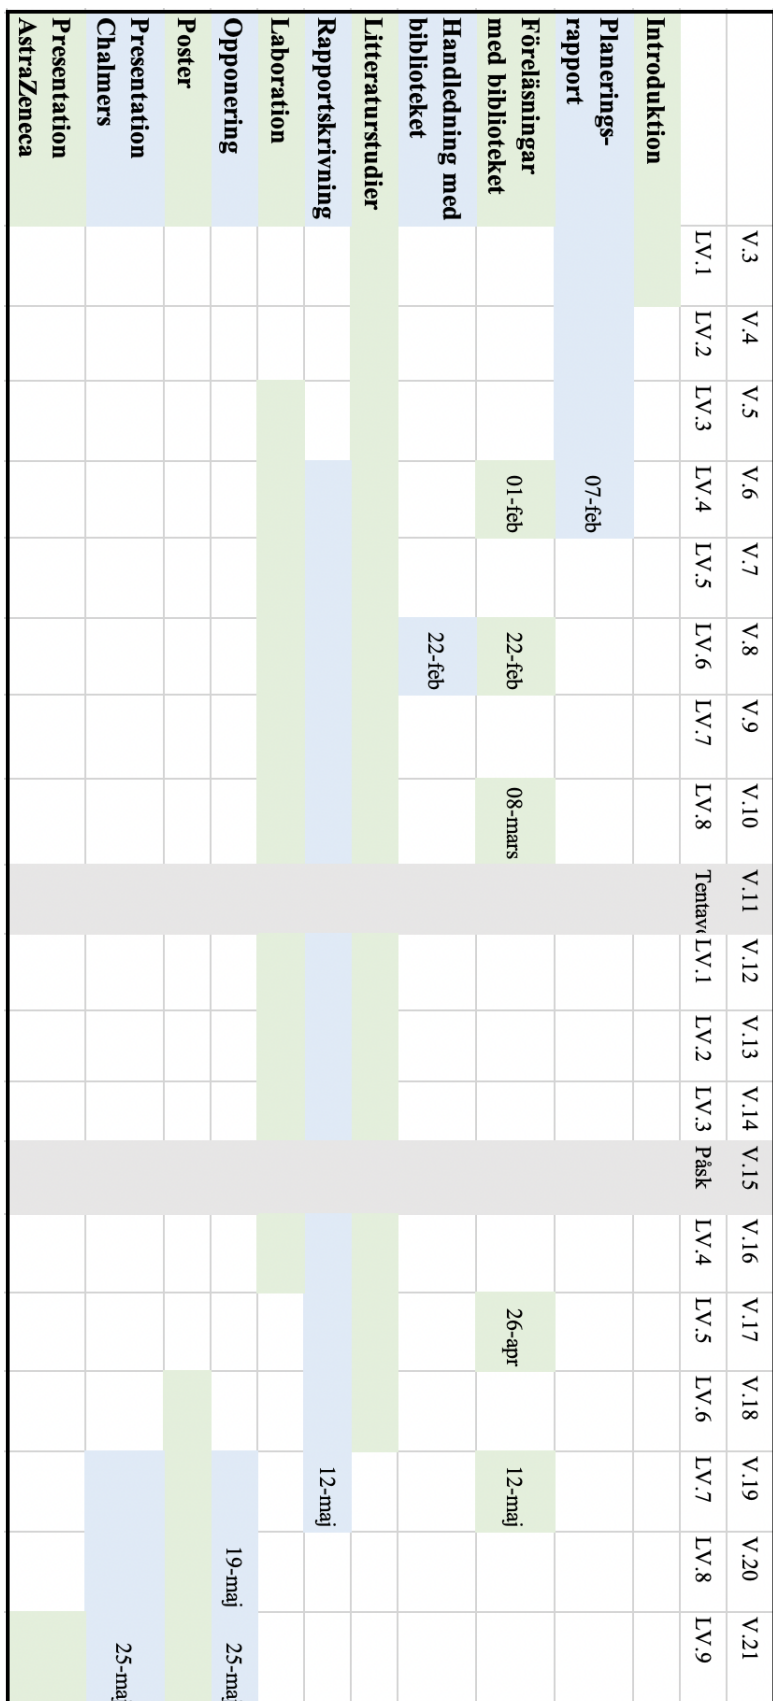 V.3 V.4 V.5 V.6 V.7 V.8 V.9 V.10 V.11 V.12 V.13 V.14 V.15 V.16 V.17 V.18 V.19 V.20 V.21
LV.1 LV.2 LV.3 LV.4 LV.5 LV.6 LV.7 LV.8 Tentav LV.1 LV.2 LV.3 Påsk LV.4 LV.5 LV.6 LV.7 LV.8 LV.9
Introduktion
Planerings-
rapport 07-feb
Föreläsningar
med biblioteket 01-feb 22-feb 08-mars 26-apr 12-maj
Handledning med
biblioteket 22-feb
Litteraturstudier
Rapportskrivning 12-maj
Laboration
Opponering 19-maj 25-maj
Poster
Presentation
Chalmers 25-maj
Presentation
AstraZeneca